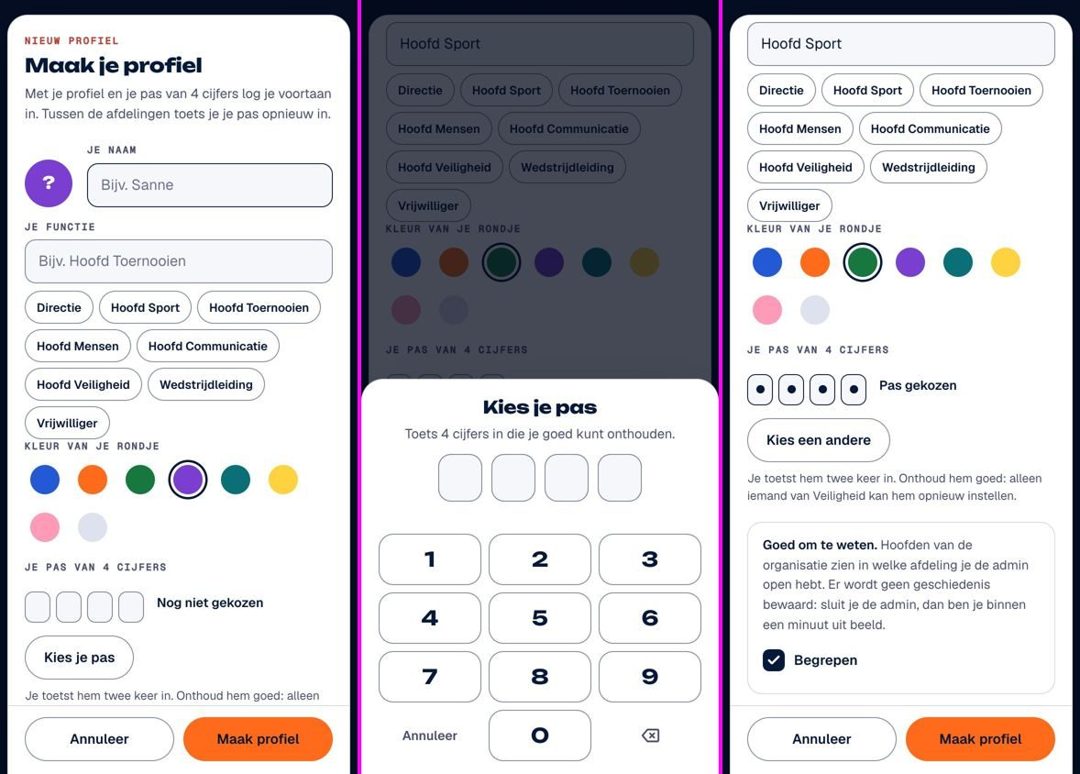 NIEUW PROFIEL
Maak je profiel
Met je profiel en je pas van 4 cijfers log je voortaan
in. Tussen de afdelingen toets je je pas opnieuw in.
JE NAAM
?
Bijv. Sanne
JE FUNCTIE
Bijv. Hoofd Toernooien
Directie
Hoofd Sport
Hoofd Toernooien
Hoofd Mensen
Hoofd Communicatie
Hoofd Veiligheid
Wedstrijdleiding
Vrijwilliger
KLEUR VAN JE RONDJE
JE PAS VAN 4 CIJFERS
Nog niet gekozen
Kies je pas
Je toetst hem twee keer in. Onthoud hem goed: alleen
Annuleer
Maak profiel
Hoofd Sport
Directie
Hoofd Sport
Hoofd Toernooien
Hoofd Mensen
Hoofd Communicatie
Hoofd Veiligheid
Wedstrijdleiding
Vrijwilliger
KLEUR VAN JE RONDJE
JE PAS VAN 4 CIJFERS
Kies je pas
Toets 4 cijfers in die je goed kunt onthouden.
1
2
3
4
5
6
7
8
9
Annuleer
0
Hoofd Sport
Directie
Hoofd Sport
Hoofd Toernooien
Hoofd Mensen
Hoofd Communicatie
Hoofd Veiligheid
Wedstrijdleiding
Vrijwilliger
KLEUR VAN JE RONDJE
JE PAS VAN 4 CIJFERS
Pas gekozen
Kies een andere
Je toetst hem twee keer in. Onthoud hem goed: alleen
iemand van Veiligheid kan hem opnieuw instellen.
Goed om te weten. Hoofden van de
organisatie zien in welke afdeling je de admin
open hebt. Er wordt geen geschiedenis
bewaard: sluit je de admin, dan ben je binnen
een minuut uit beeld.
Begrepen
Annuleer
Maak profiel